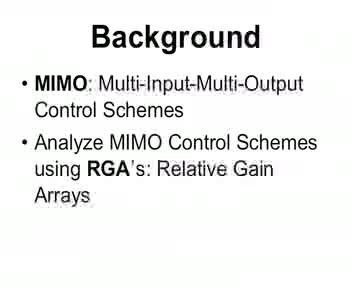 Background
• MIMO: Multi-Input-Multi-Output
Control Schemes
• Analyze MIMO Control Schemes
using RGA's: Relative Gain
Arrays